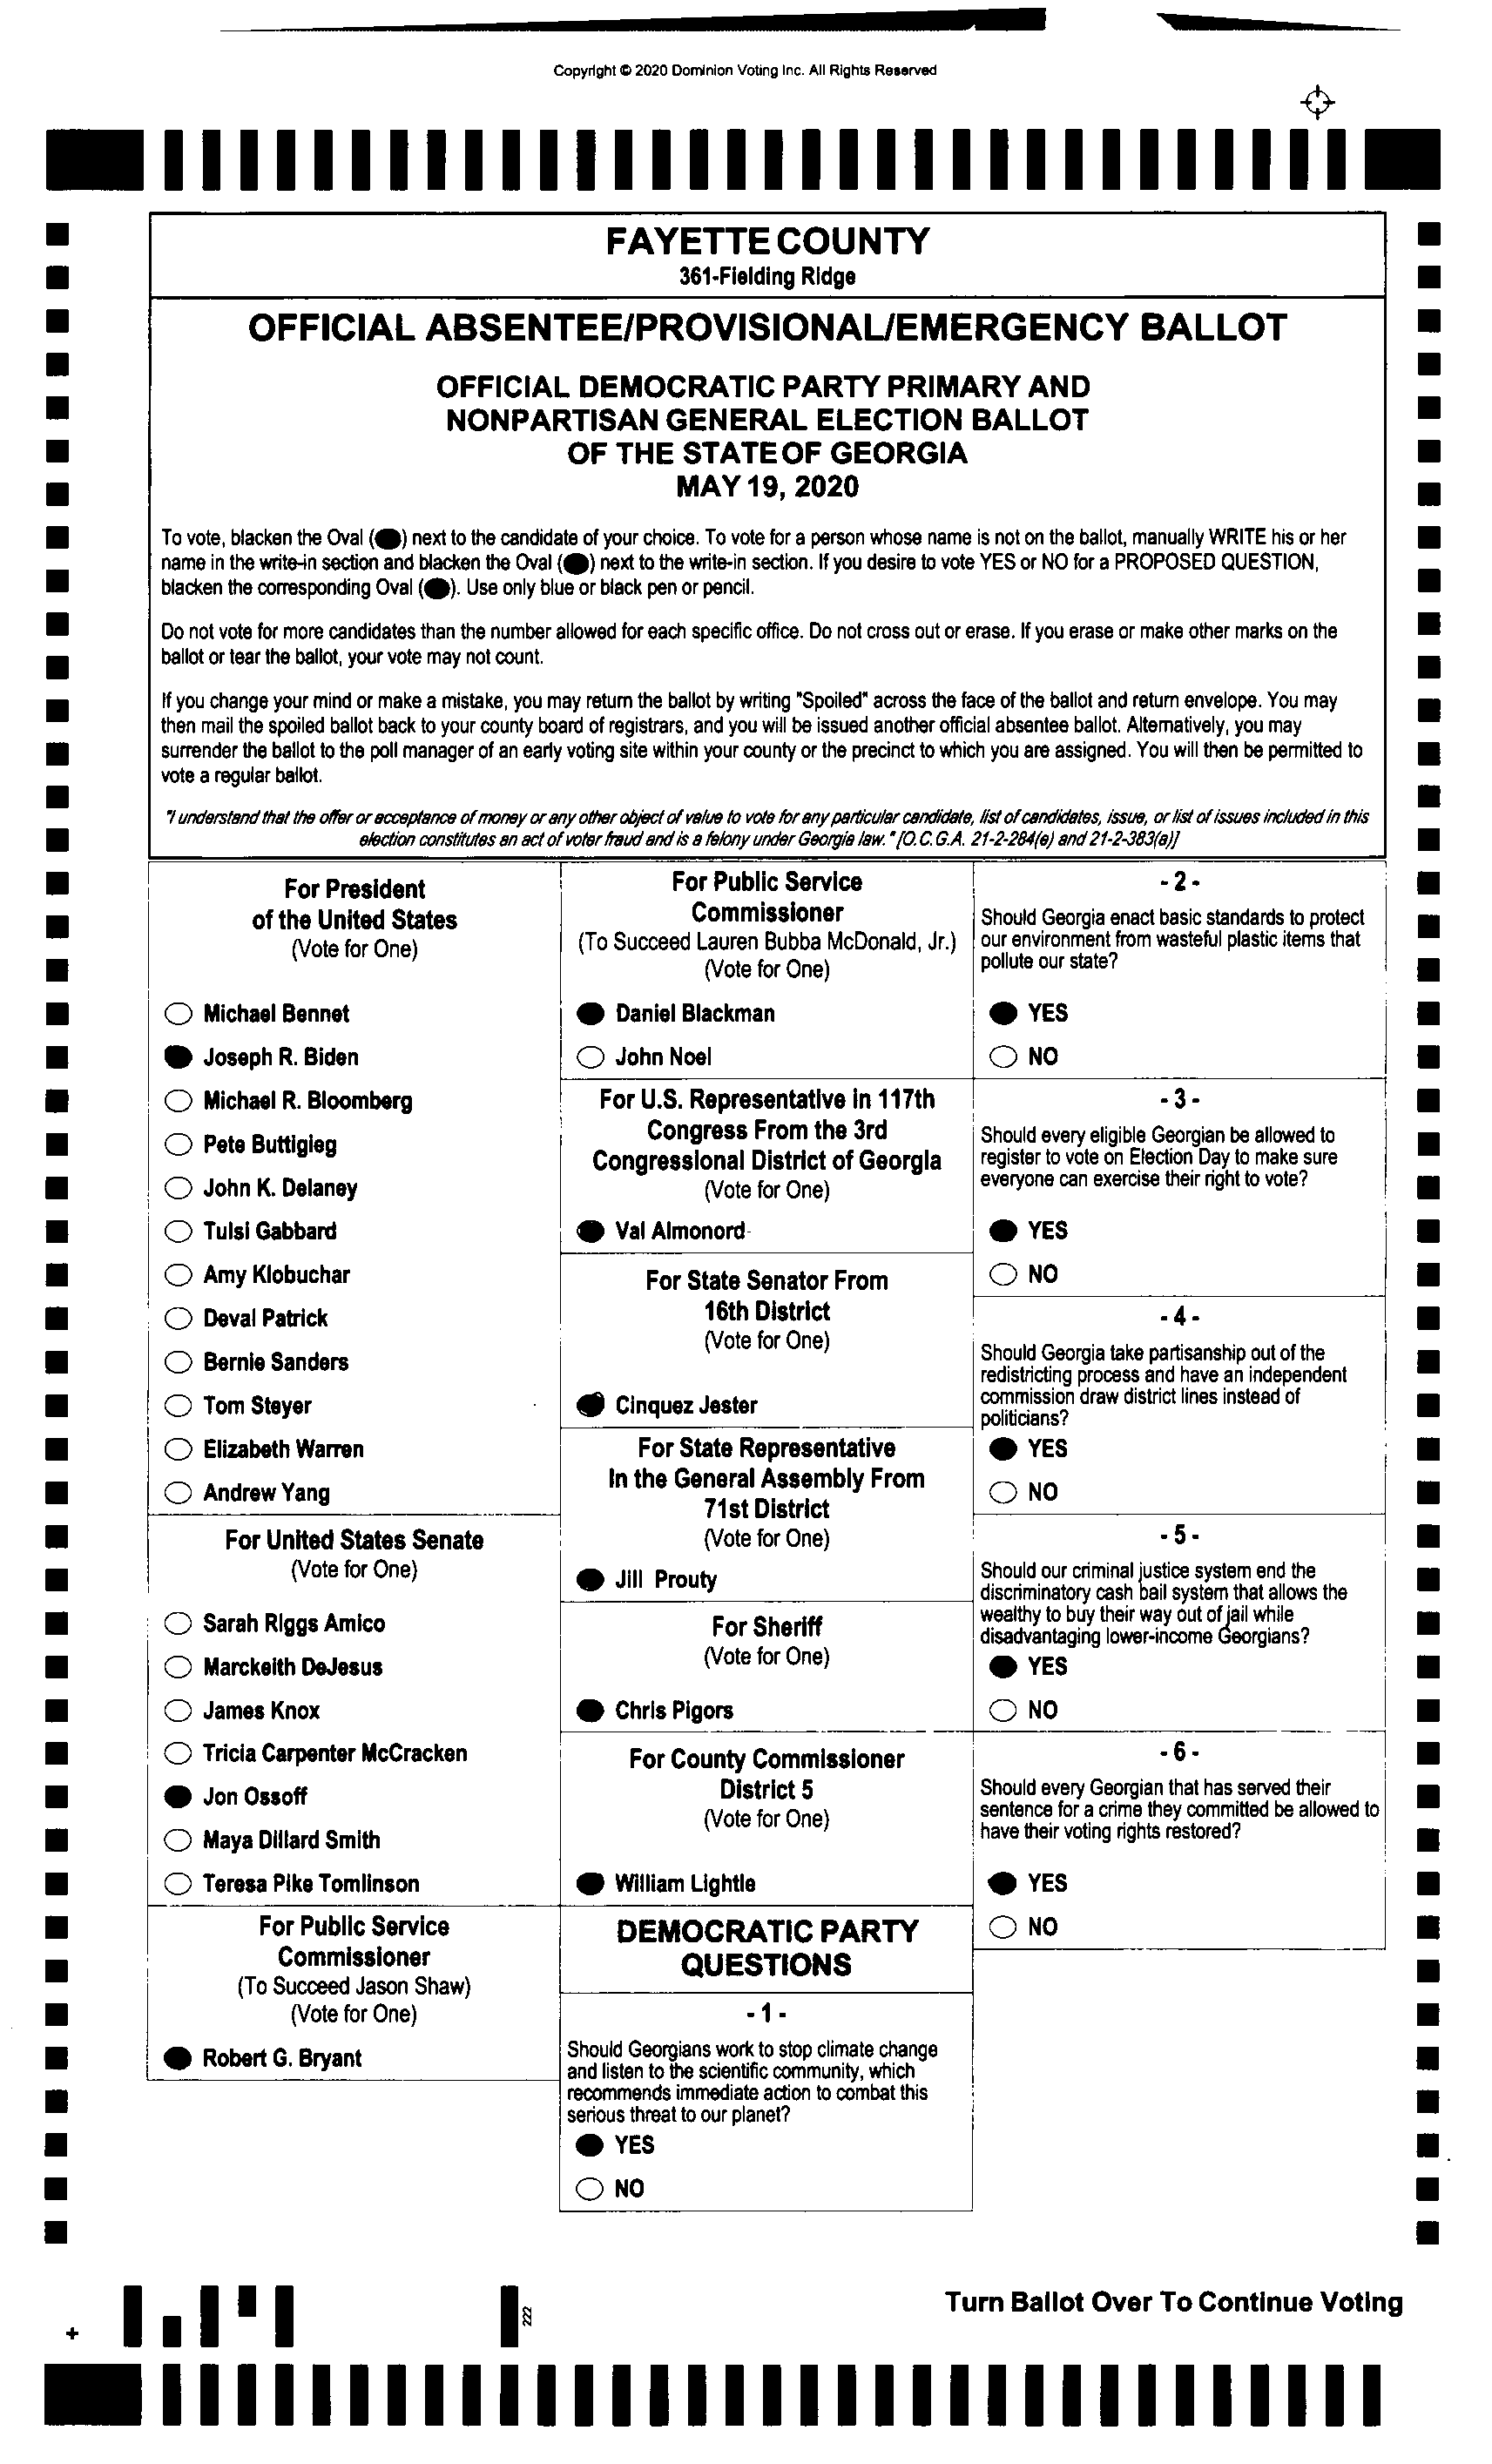 Copyright © 2020 Dominion Voting Inc. All Rights Reserved
FAYETTE COUNTY
361-Fielding Ridge
OFFICIAL ABSENTEE/PROVISIONAL/EMERGENCY BALLOT
OFFICIAL DEMOCRATIC PARTY PRIMARY AND
NONPARTISAN GENERAL ELECTION BALLOT
OF THE STATE OF GEORGIA
MAY 19, 2020
To vote, blacken the Oval (⬬) next to the candidate of your choice. To vote for a person whose name is not on the ballot, manually WRITE his or her
name in the write-in section and blacken the Oval (⬬) next to the write-in section. If you desire to vote YES or NO for a PROPOSED QUESTION,
blacken the corresponding Oval (⬬). Use only blue or black pen or pencil.
Do not vote for more candidates than the number allowed for each specific office. Do not cross out or erase. If you erase or make other marks on the
ballot or tear the ballot, your vote may not count.
If you change your mind or make a mistake, you may return the ballot by writing "Spoiled" across the face of the ballot and return envelope. You may
then mail the spoiled ballot back to your county board of registrars, and you will be issued another official absentee ballot. Alternatively, you may
surrender the ballot to the poll manager of an early voting site within your county or the precinct to which you are assigned. You will then be permitted to
vote a regular ballot.
"I understand that the offer or acceptance of money or any other object of value to vote for any particular candidate, list of candidates, issue, or list of issues included in this
election constitutes an act of voter fraud and is a felony under Georgia law." [O.C.G.A. 21-2-284(e) and 21-2-383(a)]
For President
of the United States
(Vote for One)
Michael Bennet
Joseph R. Biden
Michael R. Bloomberg
Pete Buttigieg
John K. Delaney
Tulsi Gabbard
Amy Klobuchar
Deval Patrick
Bernie Sanders
Tom Steyer
Elizabeth Warren
Andrew Yang
For United States Senate
(Vote for One)
Sarah Riggs Amico
Marckeith DeJesus
James Knox
Tricia Carpenter McCracken
Jon Ossoff
Maya Dillard Smith
Teresa Pike Tomlinson
For Public Service
Commissioner
(To Succeed Jason Shaw)
(Vote for One)
Robert G. Bryant
For Public Service
Commissioner
(To Succeed Lauren Bubba McDonald, Jr.)
(Vote for One)
Daniel Blackman
John Noel
For U.S. Representative in 117th
Congress From the 3rd
Congressional District of Georgia
(Vote for One)
Val Almonord
For State Senator From
16th District
(Vote for One)
Cinquez Jester
For State Representative
In the General Assembly From
71st District
(Vote for One)
Jill Prouty
For Sheriff
(Vote for One)
Chris Pigors
For County Commissioner
District 5
(Vote for One)
William Lightle
DEMOCRATIC PARTY
QUESTIONS
- 1 -
Should Georgians work to stop climate change
and listen to the scientific community, which
recommends immediate action to combat this
serious threat to our planet?
YES
NO
- 2 -
Should Georgia enact basic standards to protect
our environment from wasteful plastic items that
pollute our state?
YES
NO
- 3 -
Should every eligible Georgian be allowed to
register to vote on Election Day to make sure
everyone can exercise their right to vote?
YES
NO
- 4 -
Should Georgia take partisanship out of the
redistricting process and have an independent
commission draw district lines instead of
politicians?
YES
NO
- 5 -
Should our criminal justice system end the
discriminatory cash bail system that allows the
wealthy to buy their way out of jail while
disadvantaging lower-income Georgians?
YES
NO
- 6 -
Should every Georgian that has served their
sentence for a crime they committed be allowed to
have their voting rights restored?
YES
NO
222
Turn Ballot Over To Continue Voting